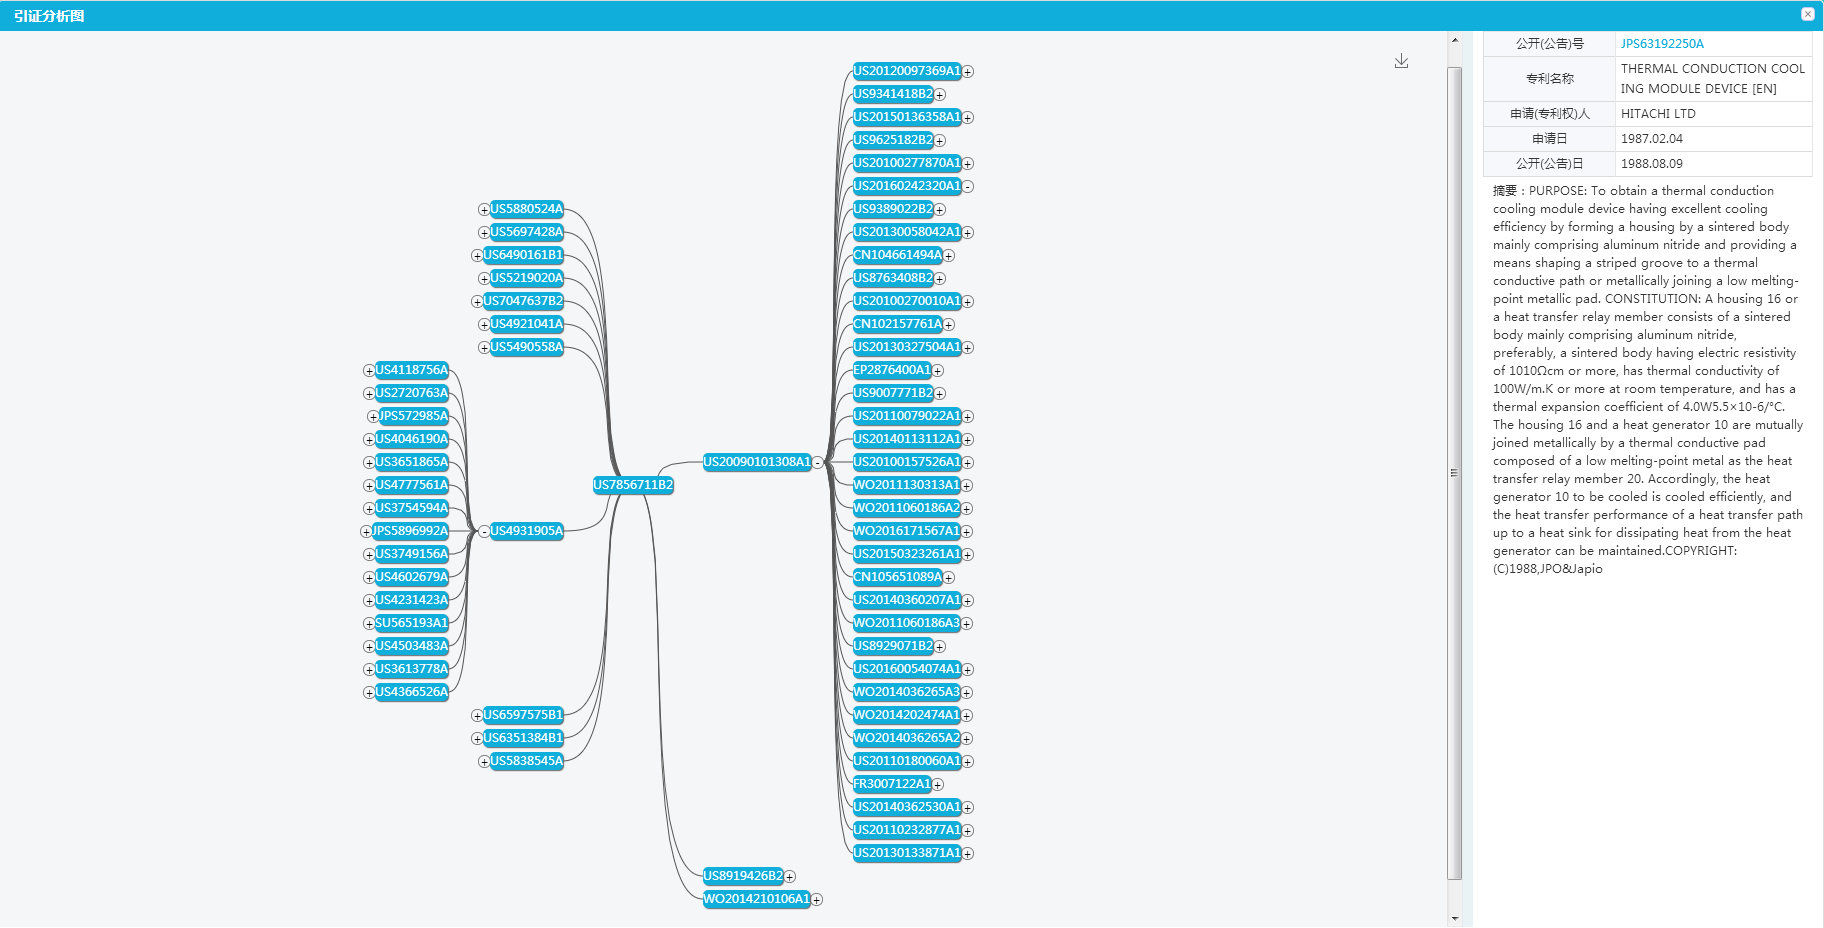 引证分析图
US4118756A
US2720763A
JPS572985A
US4046190A
US3651865A
US4777561A
US3754594A
JPS5896992A
US3749156A
US4602679A
US4231423A
SU565193A1
US4503483A
US3613778A
US4366526A
US5880524A
US5697428A
US6490161B1
US5219020A
US7047637B2
US4921041A
US5490558A
US4931905A
US6597575B1
US6351384B1
US5838545A
US7856711B2
US20090101308A1
US8919426B2
WO2014210106A1
US20120097369A1
US9341418B2
US20150136358A1
US9625182B2
US20100277870A1
US20160242320A1
US9389022B2
US20130058042A1
CN104661494A
US8763408B2
US20100270010A1
CN102157761A
US20130327504A1
EP2876400A1
US9007771B2
US20110079022A1
US20140113112A1
US20100157526A1
WO2011130313A1
WO2011060186A2
WO2016171567A1
US20150323261A1
CN105651089A
US20140360207A1
WO2011060186A3
US8929071B2
US20160054074A1
WO2014036265A3
WO2014202474A1
WO2014036265A2
US20110180060A1
FR3007122A1
US20140362530A1
US20110232877A1
US20130133871A1
公开(公告)号 JPS63192250A
专利名称 THERMAL CONDUCTION COOL
ING MODULE DEVICE [EN]
申请(专利权)人 HITACHI LTD
申请日 1987.02.04
公开(公告)日 1988.08.09
摘要：PURPOSE: To obtain a thermal conduction
cooling module device having excellent cooling
efficiency by forming a housing by a sintered body
mainly comprising aluminum nitride and providing a
means shaping a striped groove to a thermal
conductive path or metallically joining a low melting-
point metallic pad. CONSTITUTION: A housing 16 or
a heat transfer relay member consists of a sintered
body mainly comprising aluminum nitride,
preferably, a sintered body having electric resistivity
of 1010Ωcm or more, has thermal conductivity of
100W/m.K or more at room temperature, and has a
thermal expansion coefficient of 4.0W5.5×10-6/°C.
The housing 16 and a heat generator 10 are mutually
joined metallically by a thermal conductive pad
composed of a low melting-point metal as the heat
transfer relay member 20. Accordingly, the heat
generator 10 to be cooled is cooled efficiently, and
the heat transfer performance of a heat transfer path
up to a heat sink for dissipating heat from the heat
generator can be maintained.COPYRIGHT:
(C)1988,JPO&Japio